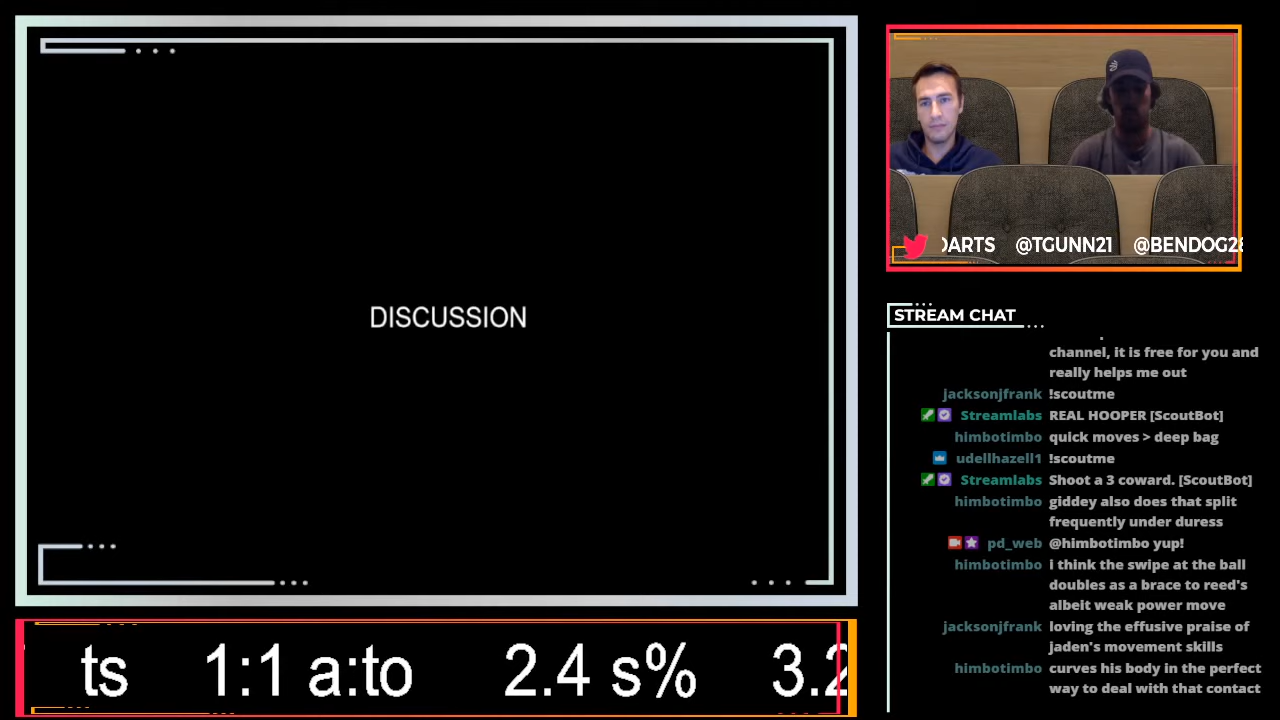 DISCUSSION
ts 1:1 a:to 2.4 s% 3.2
DARTS @TGUNN21 @BENDOG28
STREAM CHAT
channel, it is free for you and
really helps me out
jacksonjfrank !scoutme
Streamlabs REAL HOOPER [ScoutBot]
himbotimbo quick moves > deep bag
udellhazell1 !scoutme
Streamlabs Shoot a 3 coward. [ScoutBot]
himbotimbo giddey also does that split
frequently under duress
pd_web @himbotimbo yup!
himbotimbo i think the swipe at the ball
doubles as a brace to reed's
albeit weak power move
jacksonjfrank loving the effusive praise of
jaden's movement skills
himbotimbo curves his body in the perfect
way to deal with that contact